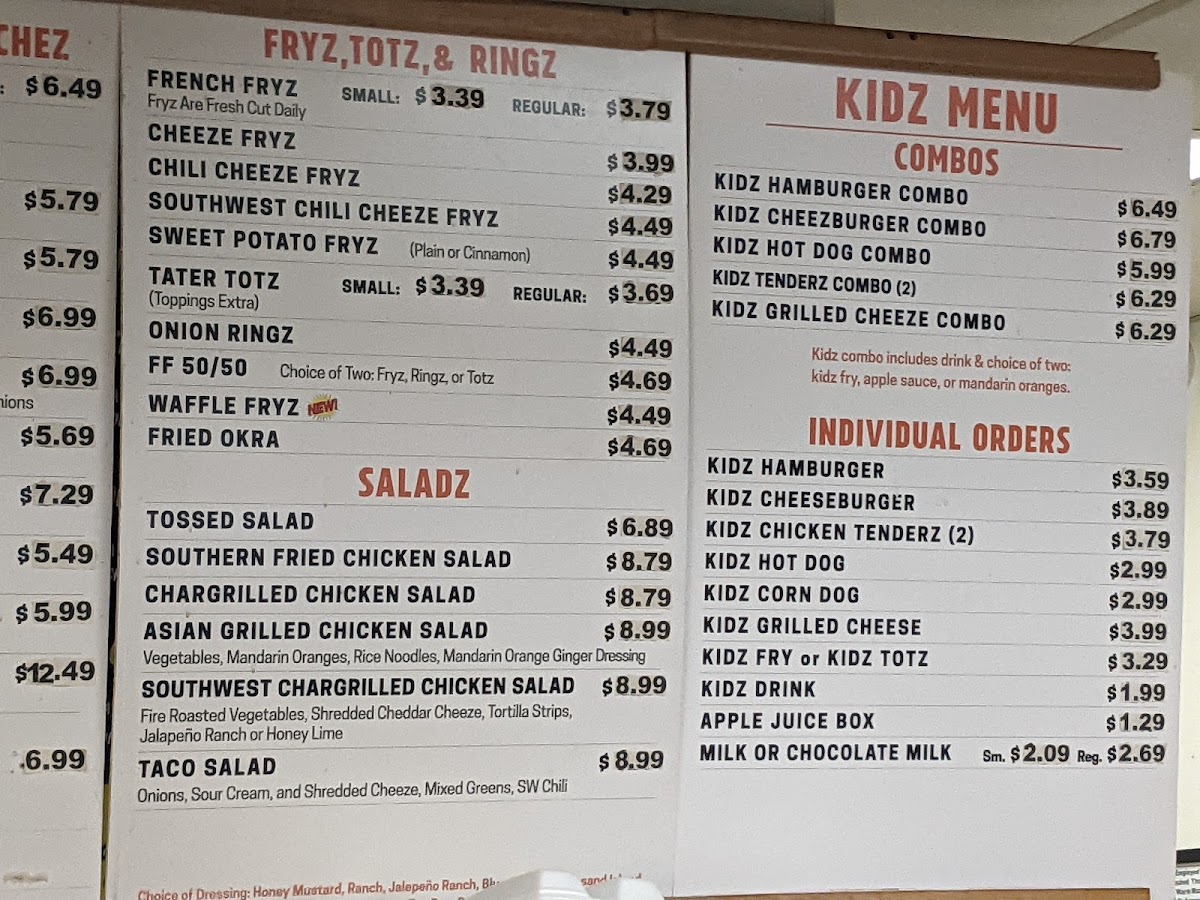 CHEZ
: $6.49
$5.79
$5.79
$6.99
$6.99
$5.69
$7.29
$5.49
$5.99
$12.49
6.99
FRYZ, TOTZ, & RINGZ
FRENCH FRYZ SMALL: $3.39 REGULAR: $3.79
Fryz Are Fresh Cut Daily
CHEEZE FRYZ $3.99
CHILI CHEEZE FRYZ $4.29
SOUTHWEST CHILI CHEEZE FRYZ $4.49
SWEET POTATO FRYZ (Plain or Cinnamon) $4.49
TATER TOTZ SMALL: $3.39 REGULAR: $3.69
(Toppings Extra)
ONION RINGZ $4.49
FF 50/50 Choice of Two: Fryz, Ringz, or Totz $4.69
WAFFLE FRYZ NEW! $4.49
FRIED OKRA $4.69
SALADZ
TOSSED SALAD $6.89
SOUTHERN FRIED CHICKEN SALAD $8.79
CHARGRILLED CHICKEN SALAD $8.79
ASIAN GRILLED CHICKEN SALAD $8.99
Vegetables, Mandarin Oranges, Rice Noodles, Mandarin Orange Ginger Dressing
SOUTHWEST CHARGRILLED CHICKEN SALAD $8.99
Fire Roasted Vegetables, Shredded Cheddar Cheeze, Tortilla Strips,
Jalapeño Ranch or Honey Lime
TACO SALAD $8.99
Onions, Sour Cream, and Shredded Cheeze, Mixed Greens, SW Chili
Choice of Dressing: Honey Mustard, Ranch, Jalepeño Ranch,
KIDZ MENU
COMBOS
KIDZ HAMBURGER COMBO $6.49
KIDZ CHEEZBURGER COMBO $6.79
KIDZ HOT DOG COMBO $5.99
KIDZ TENDERZ COMBO (2) $6.29
KIDZ GRILLED CHEEZE COMBO $6.29
Kidz combo includes drink & choice of two:
kidz fry, apple sauce, or mandarin oranges.
INDIVIDUAL ORDERS
KIDZ HAMBURGER $3.59
KIDZ CHEESEBURGER $3.89
KIDZ CHICKEN TENDERZ (2) $3.79
KIDZ HOT DOG $2.99
KIDZ CORN DOG $2.99
KIDZ GRILLED CHEESE $3.99
KIDZ FRY or KIDZ TOTZ $3.29
KIDZ DRINK $1.99
APPLE JUICE BOX $1.29
MILK OR CHOCOLATE MILK Sm. $2.09 Reg. $2.69